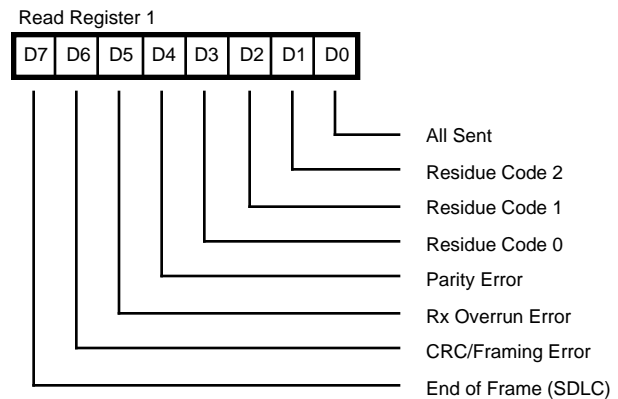 Read Register 1
D7 D6 D5 D4 D3 D2 D1 D0
All Sent
Residue Code 2
Residue Code 1
Residue Code 0
Parity Error
Rx Overrun Error
CRC/Framing Error
End of Frame (SDLC)